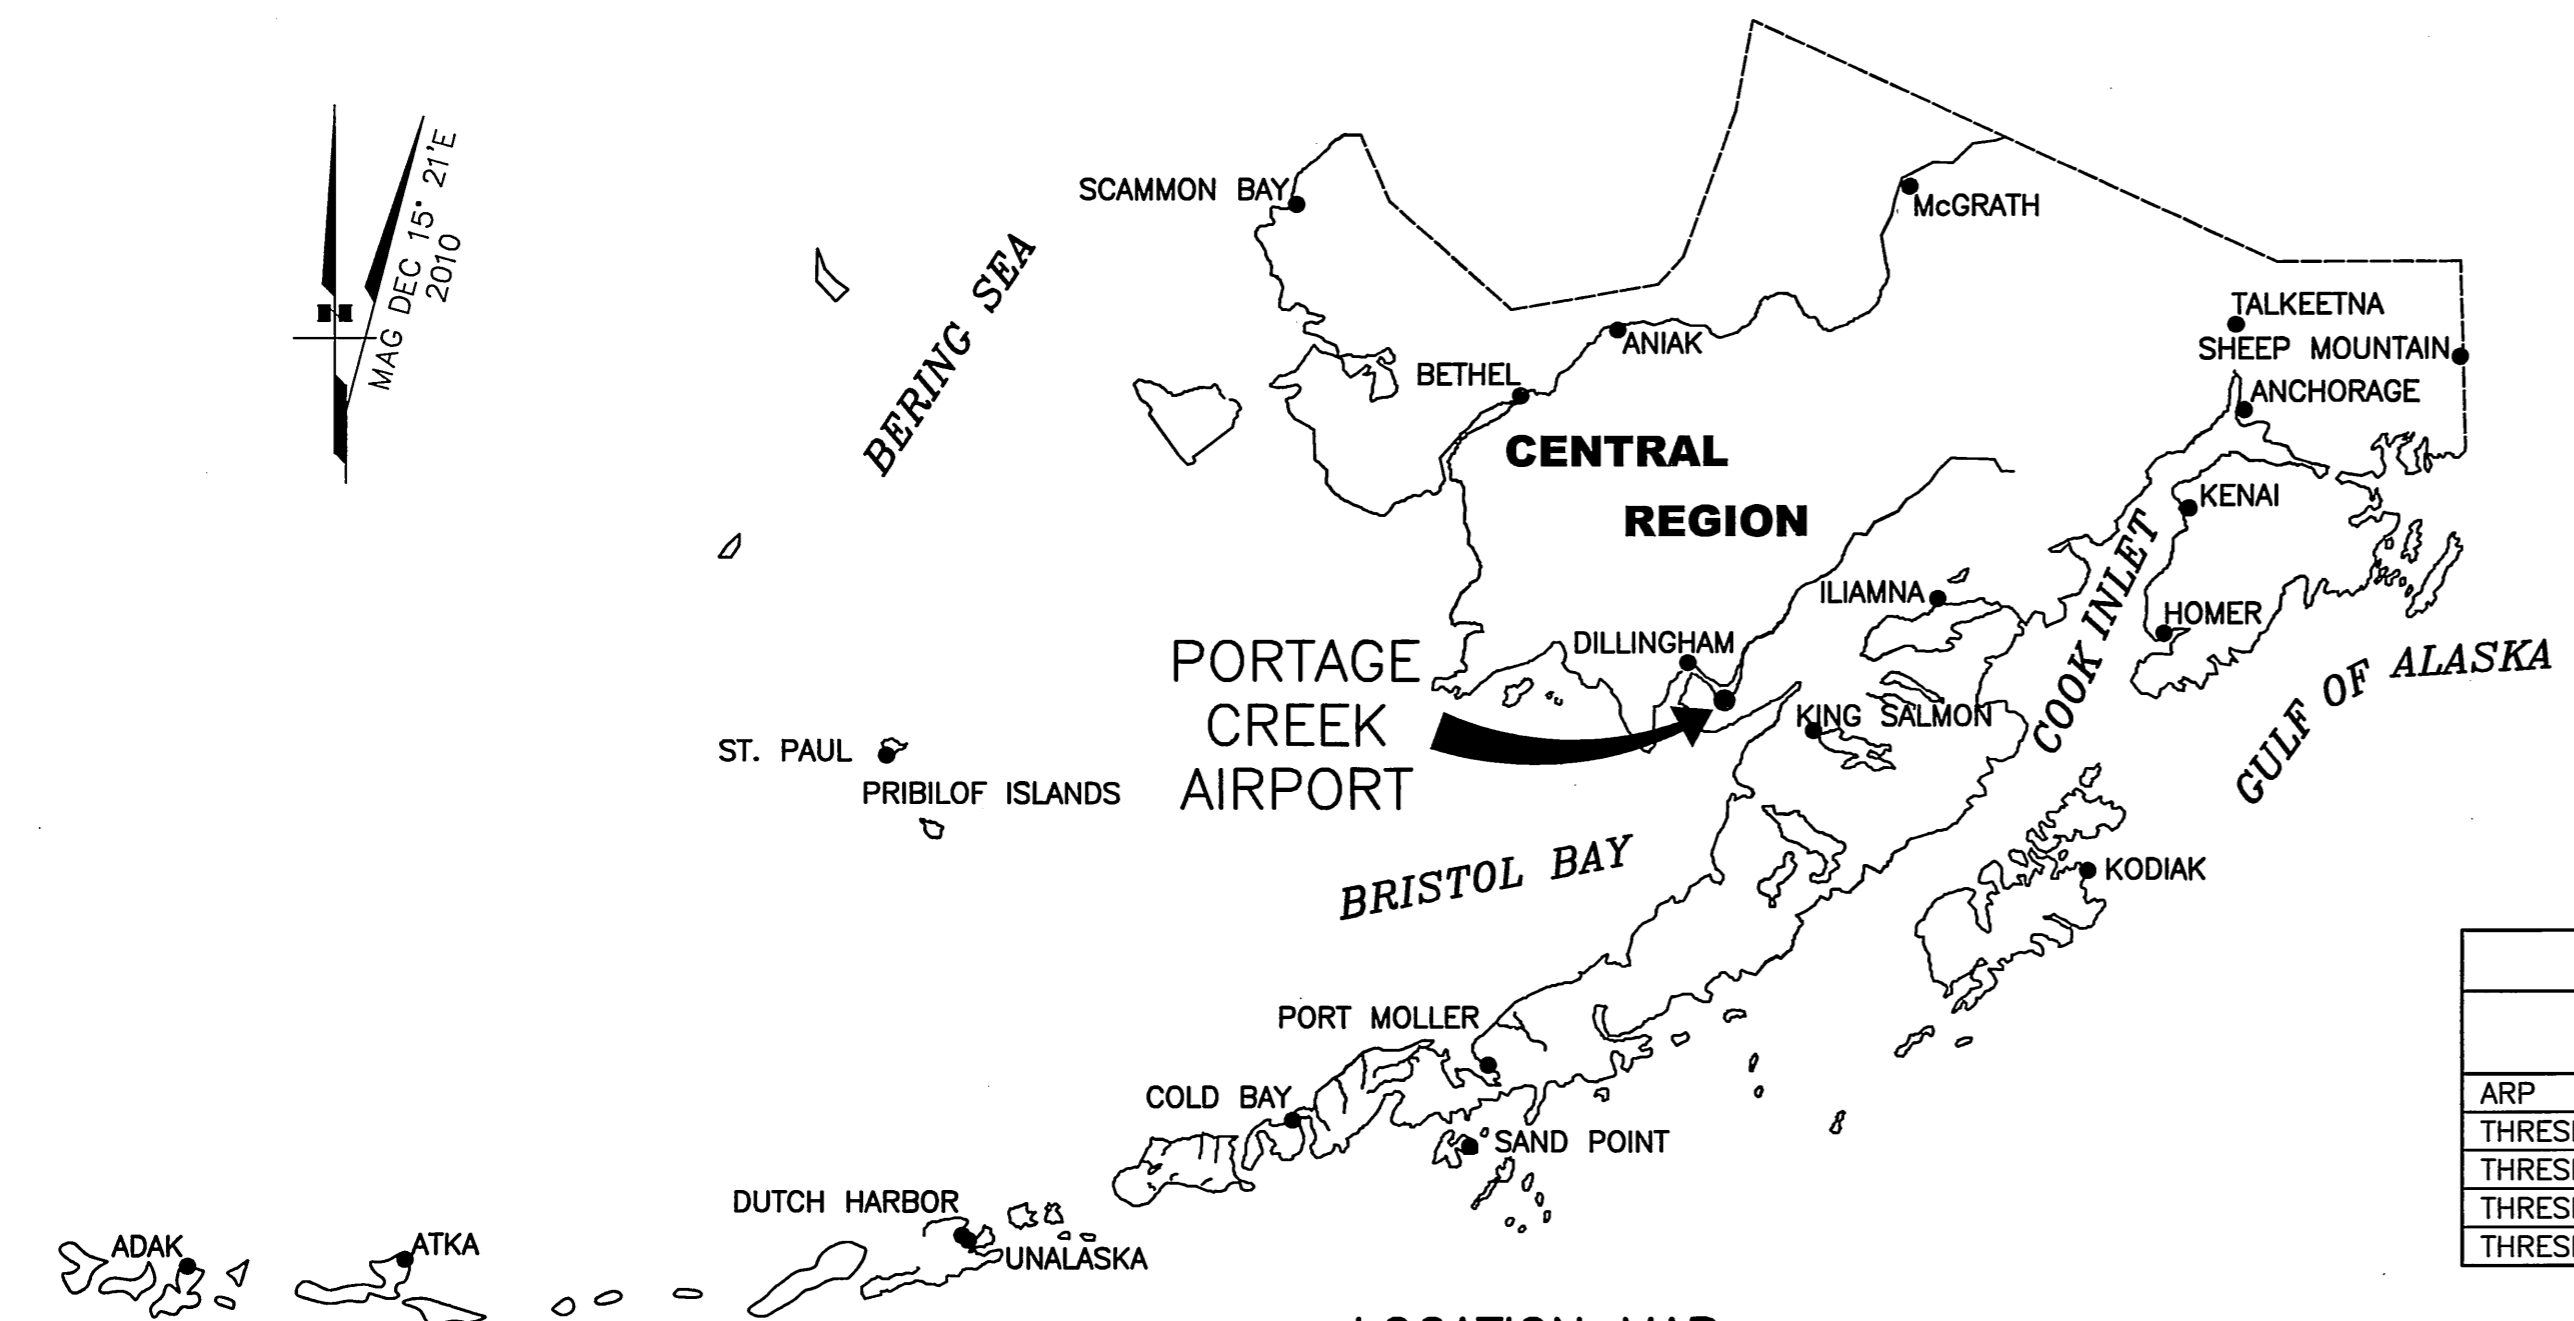 MAG DEC 15° 21'E
2010
N
BERING SEA
SCAMMON BAY
McGRATH
TALKEETNA
SHEEP MOUNTAIN
ANCHORAGE
ANIAK
BETHEL
CENTRAL
REGION
KENAI
ILIAMNA
COOK INLET
HOMER
DILLINGHAM
GULF OF ALASKA
PORTAGE
CREEK
AIRPORT
KING SALMON
ST. PAUL
PRIBILOF ISLANDS
BRISTOL BAY
KODIAK
PORT MOLLER
COLD BAY
SAND POINT
DUTCH HARBOR
UNALASKA
ADAK
ATKA
ARP
LOCATION MAP